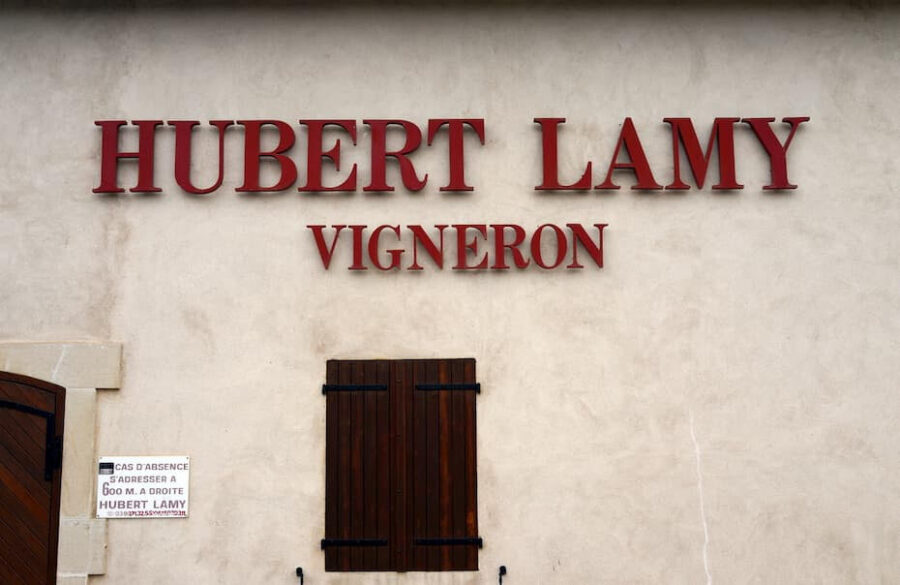 HUBERT LAMY
VIGNERON
CAS D'ABSENCE
S'ADRESSER A
600 M. A DROITE
HUBERT LAMY